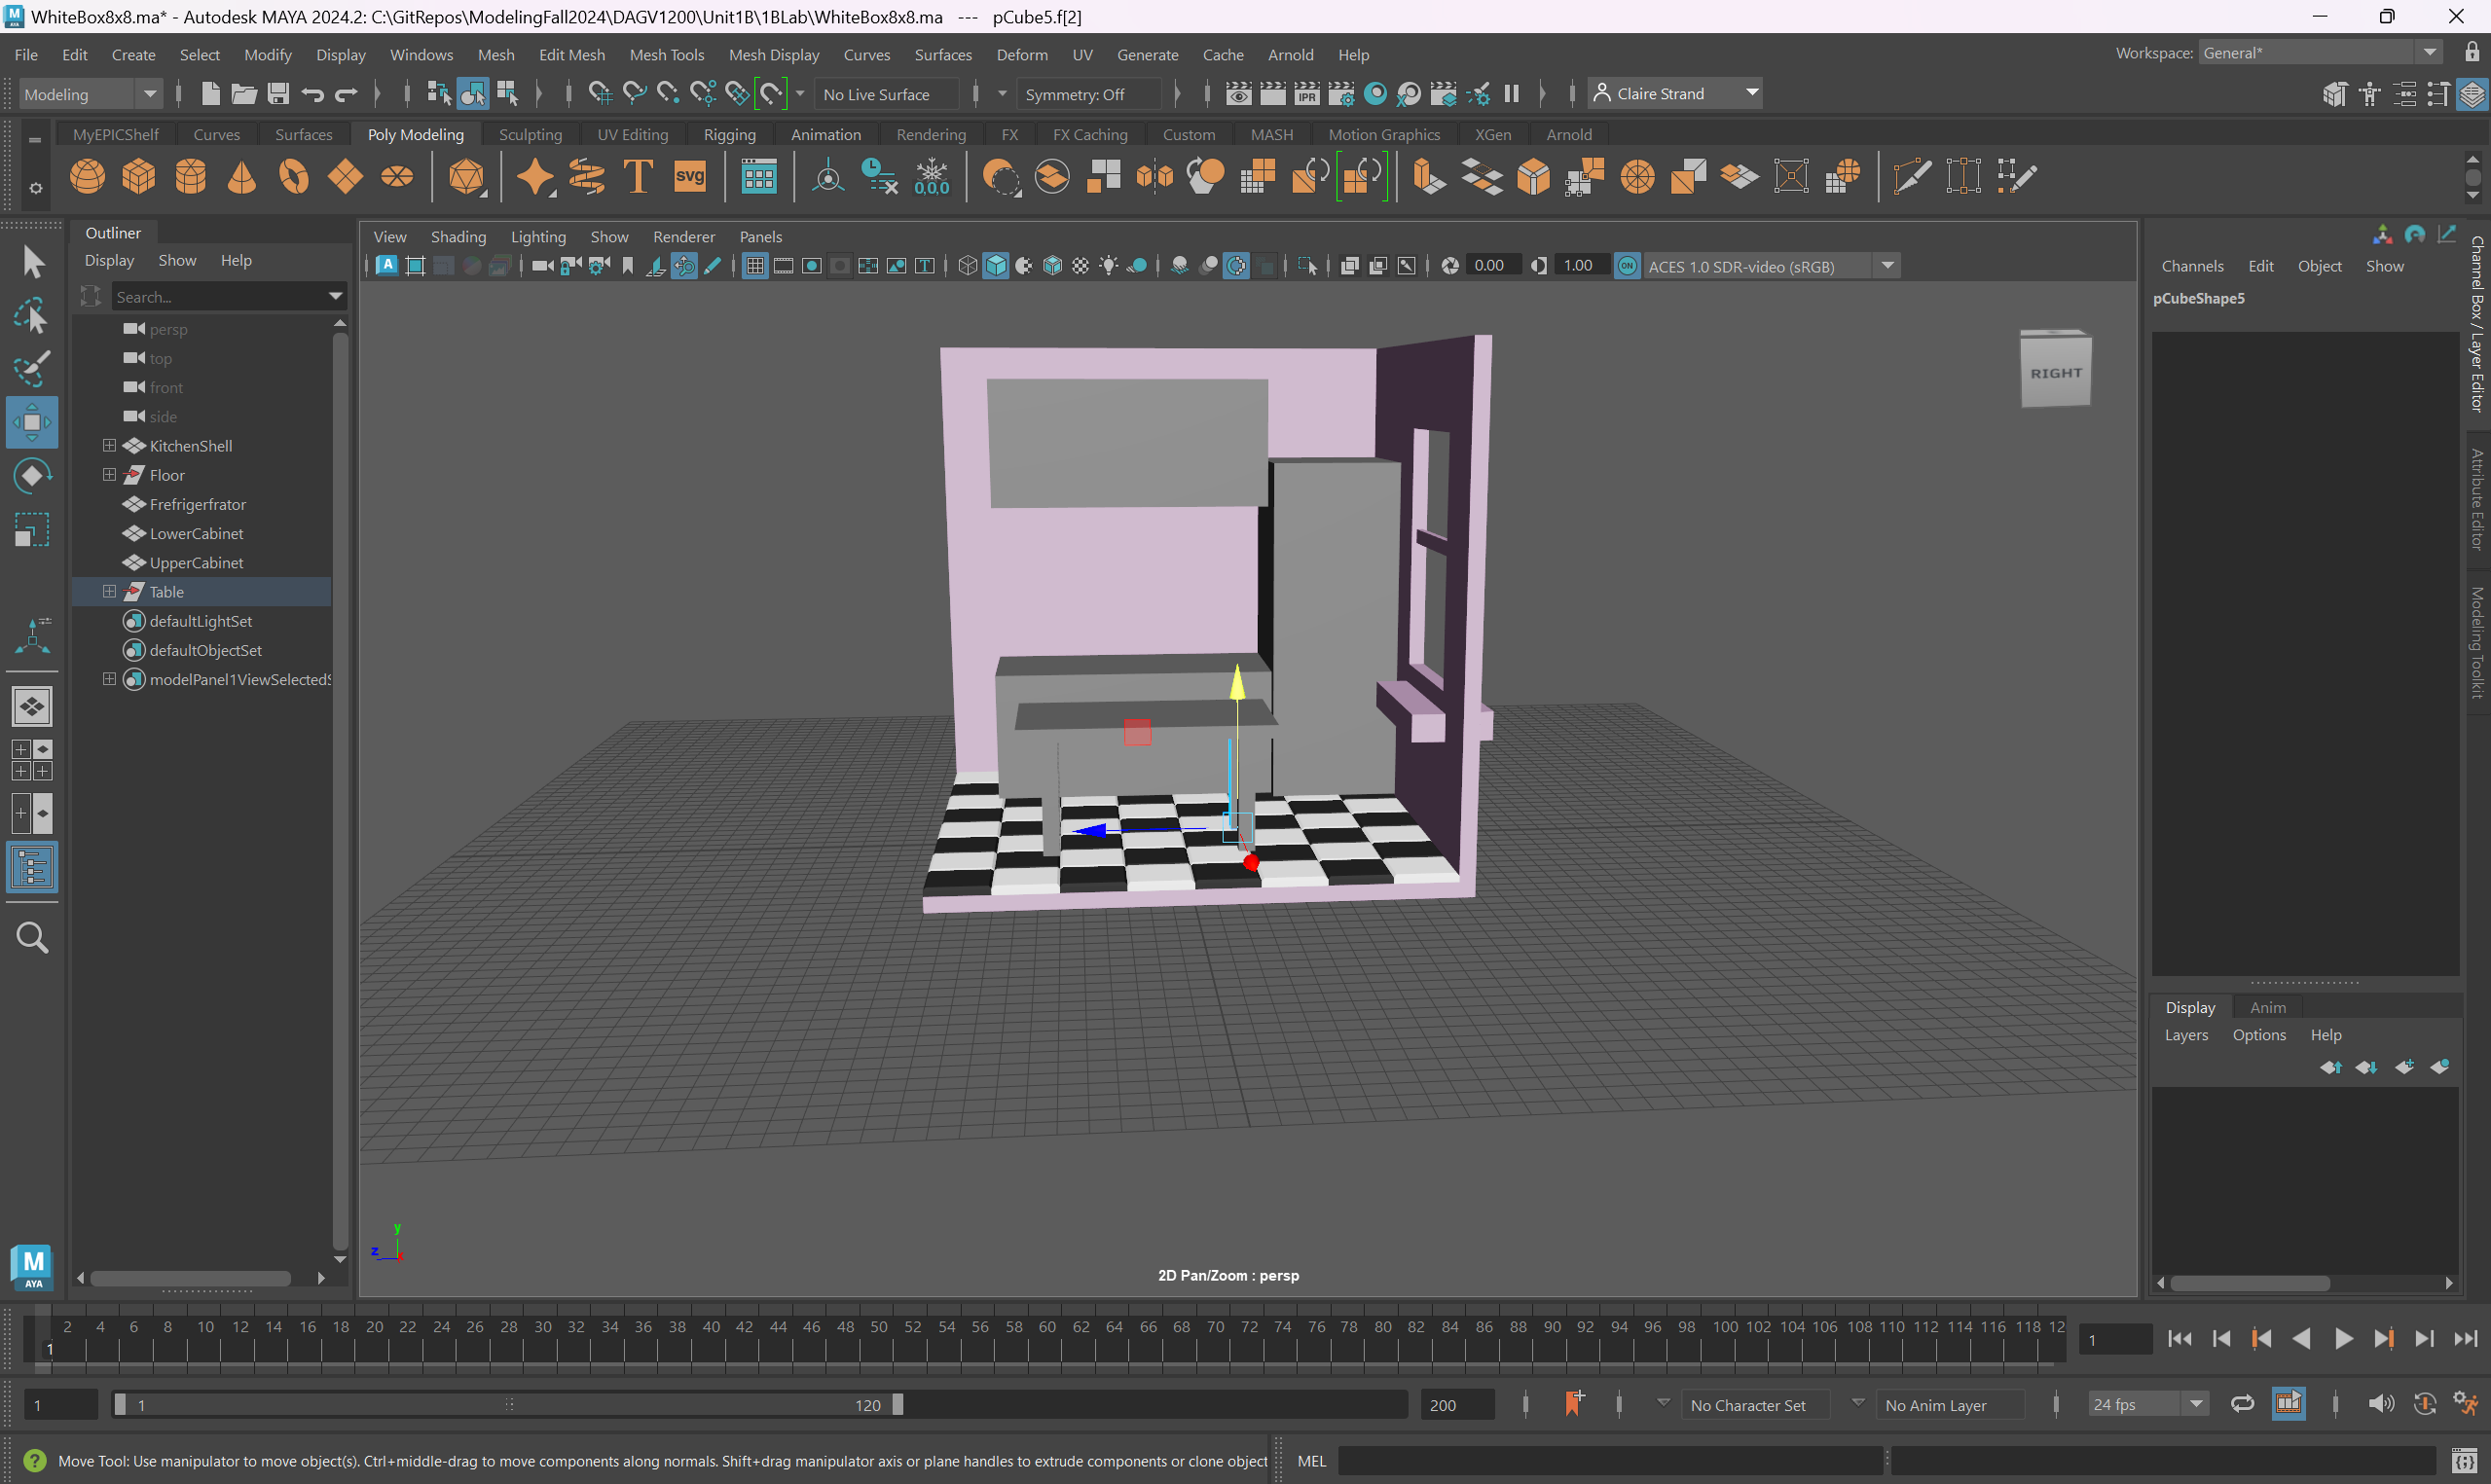 WhiteBox8x8.ma* - Autodesk MAYA 2024.2: C:\GitRepos\ModelingFall2024\DAGV1200\Unit1B\1BLab\WhiteBox8x8.ma --- pCube5.f[2]
File Edit Create Select Modify Display Windows Mesh Edit Mesh Mesh Tools Mesh Display Curves Surfaces Deform UV Generate Cache Arnold Help
Workspace: General*
Modeling
No Live Surface
Symmetry: Off
IPR
Claire Strand
MyEPICShelf Curves Surfaces Poly Modeling Sculpting UV Editing Rigging Animation Rendering FX FX Caching Custom MASH Motion Graphics XGen Arnold
T
svg
0,0,0
Outliner
Display Show Help
Search...
persp
top
front
side
KitchenShell
Floor
Frefrigerfrator
LowerCabinet
UpperCabinet
Table
defaultLightSet
defaultObjectSet
modelPanel1ViewSelectedS
View Shading Lighting Show Renderer Panels
A
T
0.00
1.00
ON
ACES 1.0 SDR-video (sRGB)
RIGHT
y
z
x
2D Pan/Zoom : persp
Channels Edit Object Show
pCubeShape5
Channel Box / Layer Editor
Attribute Editor
Modeling Toolkit
Display Anim
Layers Options Help
M
AYA
2 4 6 8 10 12 14 16 18 20 22 24 26 28 30 32 34 36 38 40 42 44 46 48 50 52 54 56 58 60 62 64 66 68 70 72 74 76 78 80 82 84 86 88 90 92 94 96 98 100 102 104 106 108 110 112 114 116 118 12
1
1
1
1
120
200
No Character Set
No Anim Layer
24 fps
? Move Tool: Use manipulator to move object(s). Ctrl+middle-drag to move components along normals. Shift+drag manipulator axis or plane handles to extrude components or clone object
MEL